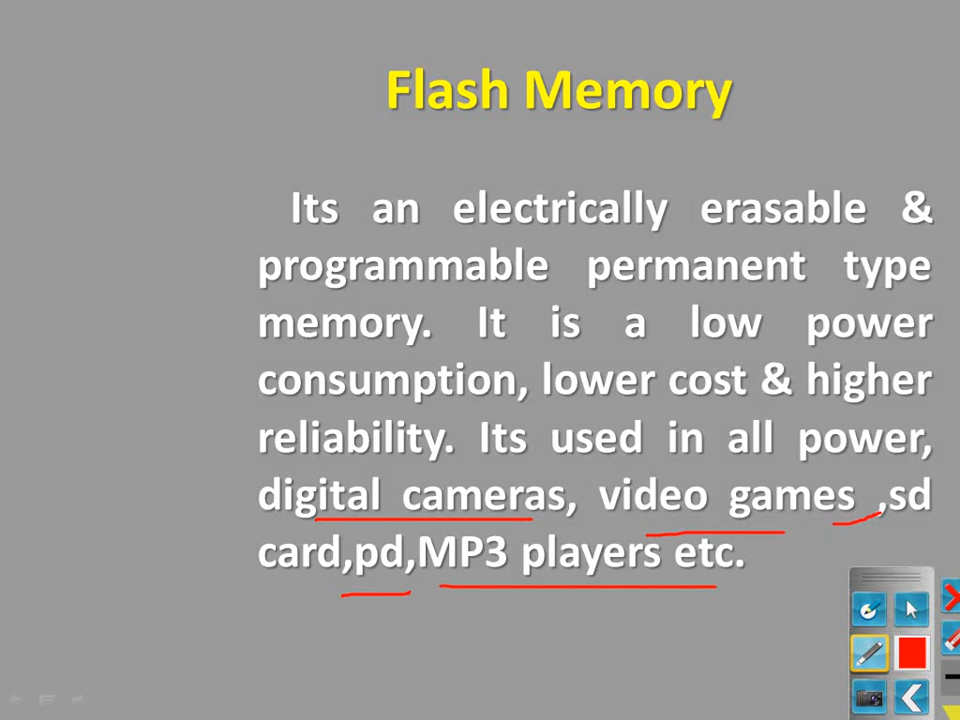 Flash Memory
Its an electrically erasable &
programmable permanent type
memory. It is a low power
consumption, lower cost & higher
reliability. Its used in all power,
digital cameras, video games ,sd
card,pd,MP3 players etc.